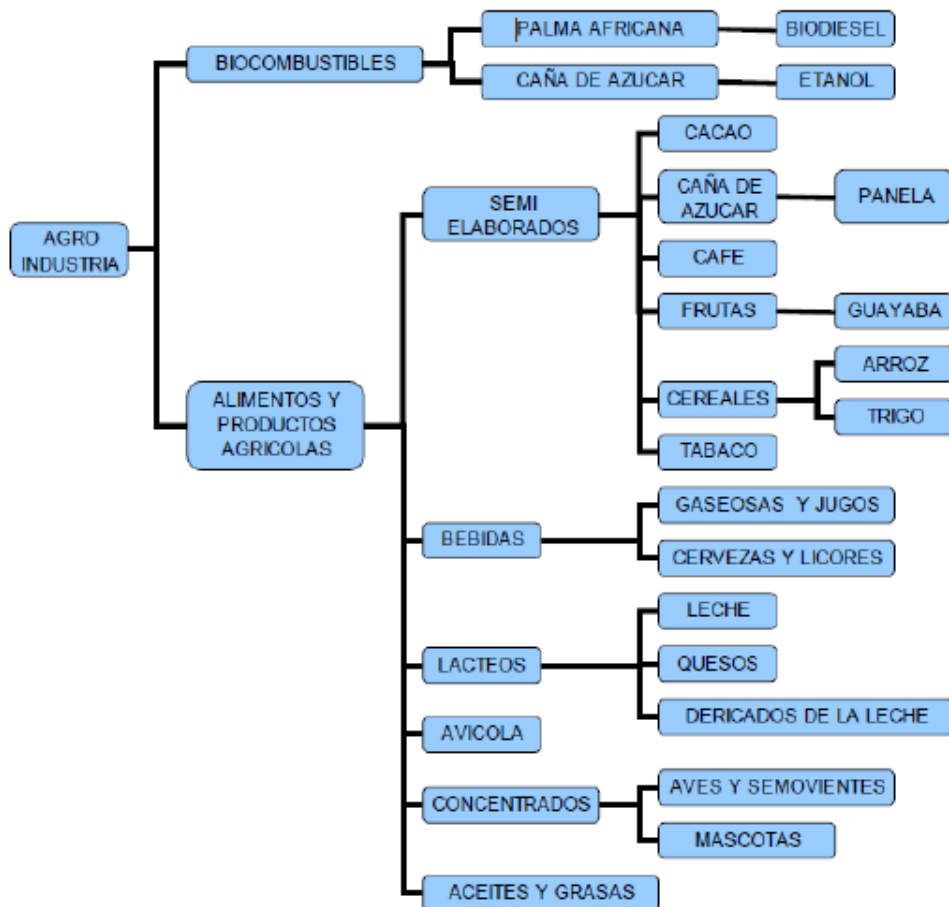 PALMA AFRICANA
BIODIESEL
BIOCOMBUSTIBLES
CAÑA DE AZUCAR
ETANOL
CACAO
SEMI
ELABORADOS
CAÑA DE
AZUCAR
PANELA
AGRO
INDUSTRIA
CAFE
FRUTAS
GUAYABA
ARROZ
CEREALES
TRIGO
ALIMENTOS Y
PRODUCTOS
AGRICOLAS
TABACO
GASEOSAS Y JUGOS
BEBIDAS
CERVEZAS Y LICORES
LECHE
LACTEOS
QUESOS
DERICADOS DE LA LECHE
AVICOLA
AVES Y SEMOVIENTES
CONCENTRADOS
MASCOTAS
ACEITES Y GRASAS